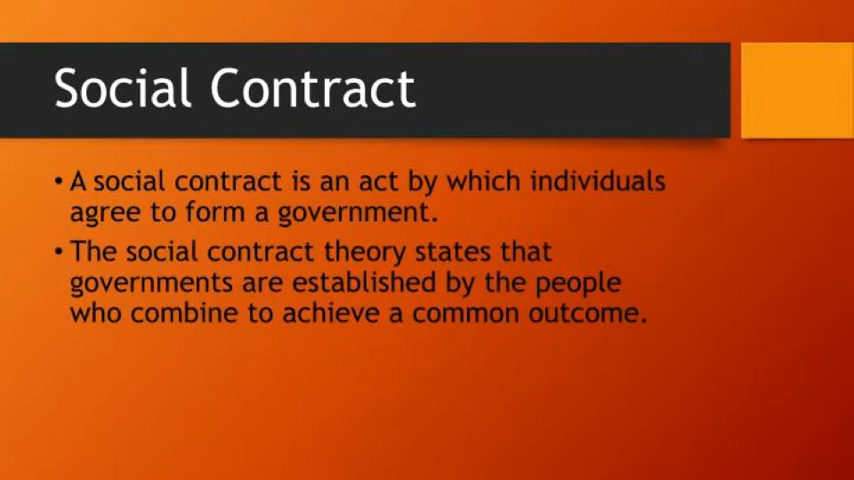 Social Contract
• A social contract is an act by which individuals
agree to form a government.
• The social contract theory states that
governments are established by the people
who combine to achieve a common outcome.